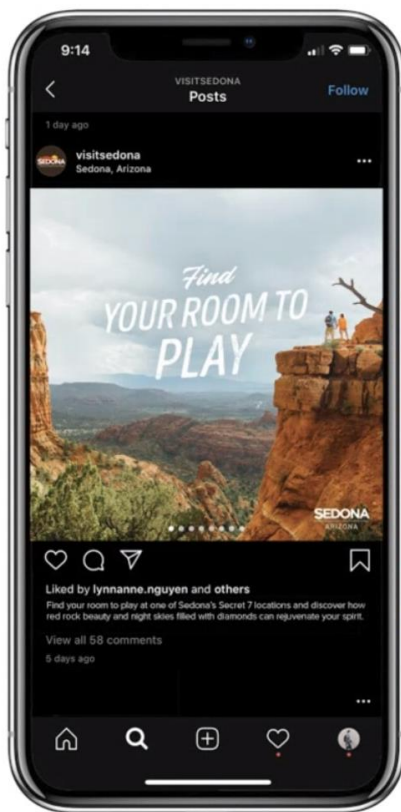 9:14
VISITSEDONA
Posts
Follow
1 day ago
SEDONA
visitsedona
Sedona, Arizona
Find
YOUR ROOM TO
PLAY
SEDONA
ARIZONA
Liked by lynnanne.nguyen and others
Find your room to play at one of Sedona's Secret 7 locations and discover how
red rock beauty and night skies filled with diamonds can rejuvenate your spirit.
View all 58 comments
5 days ago